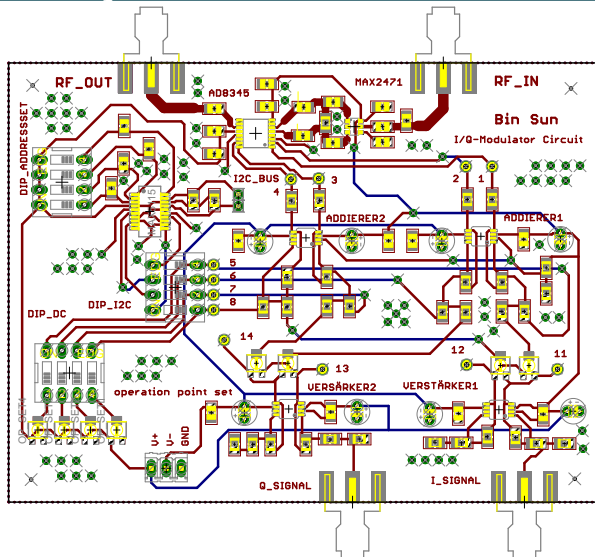 RF_OUT
AD8345
MAX2471
RF_IN
Bin Sun
I/Q-Modulator Circuit
DIP_ADDRESSSET
I2C_BUS
3
4
2
1
ADDIERER2
ADDIERER1
5
6
7
8
DIP_I2C
DIP_DC
14
13
12
11
operation point set
VERSÄRKER2
VERSTÄRKER1
V+
V-
GND
Q_SIGNAL
I_SIGNAL